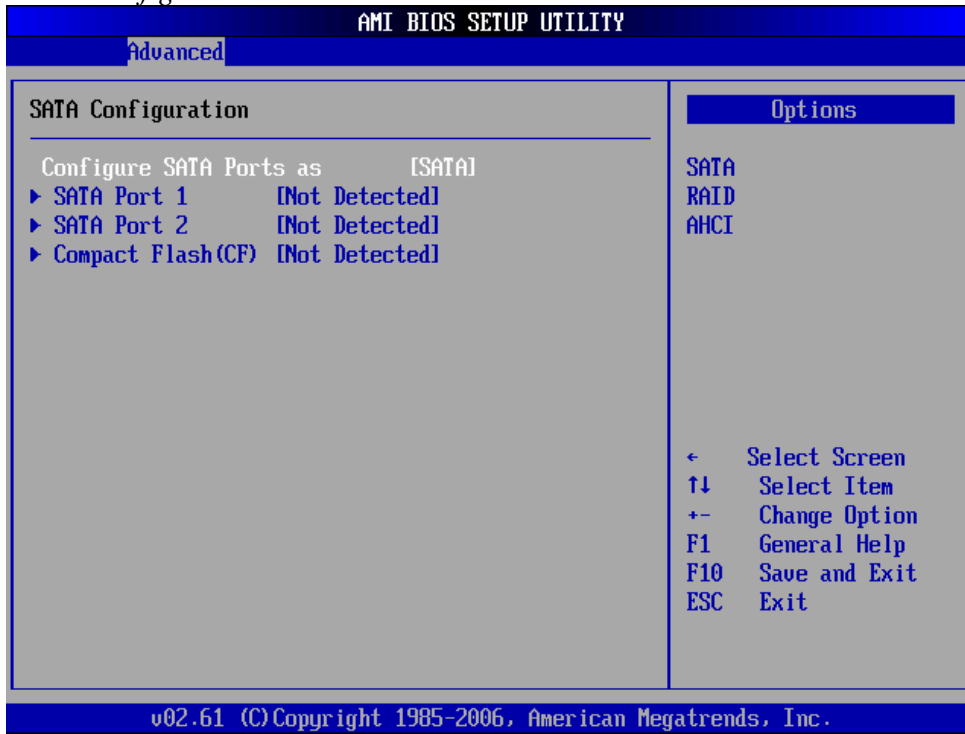 AMI BIOS SETUP UTILITY
Advanced
SATA Configuration
Configure SATA Ports as [SATA]
SATA Port 1 [Not Detected]
SATA Port 2 [Not Detected]
Compact Flash(CF) [Not Detected]
Options
SATA
RAID
AHCI
← Select Screen
↑↓ Select Item
+- Change Option
F1 General Help
F10 Save and Exit
ESC Exit
v02.61 (C)Copyright 1985-2006, American Megatrends, Inc.